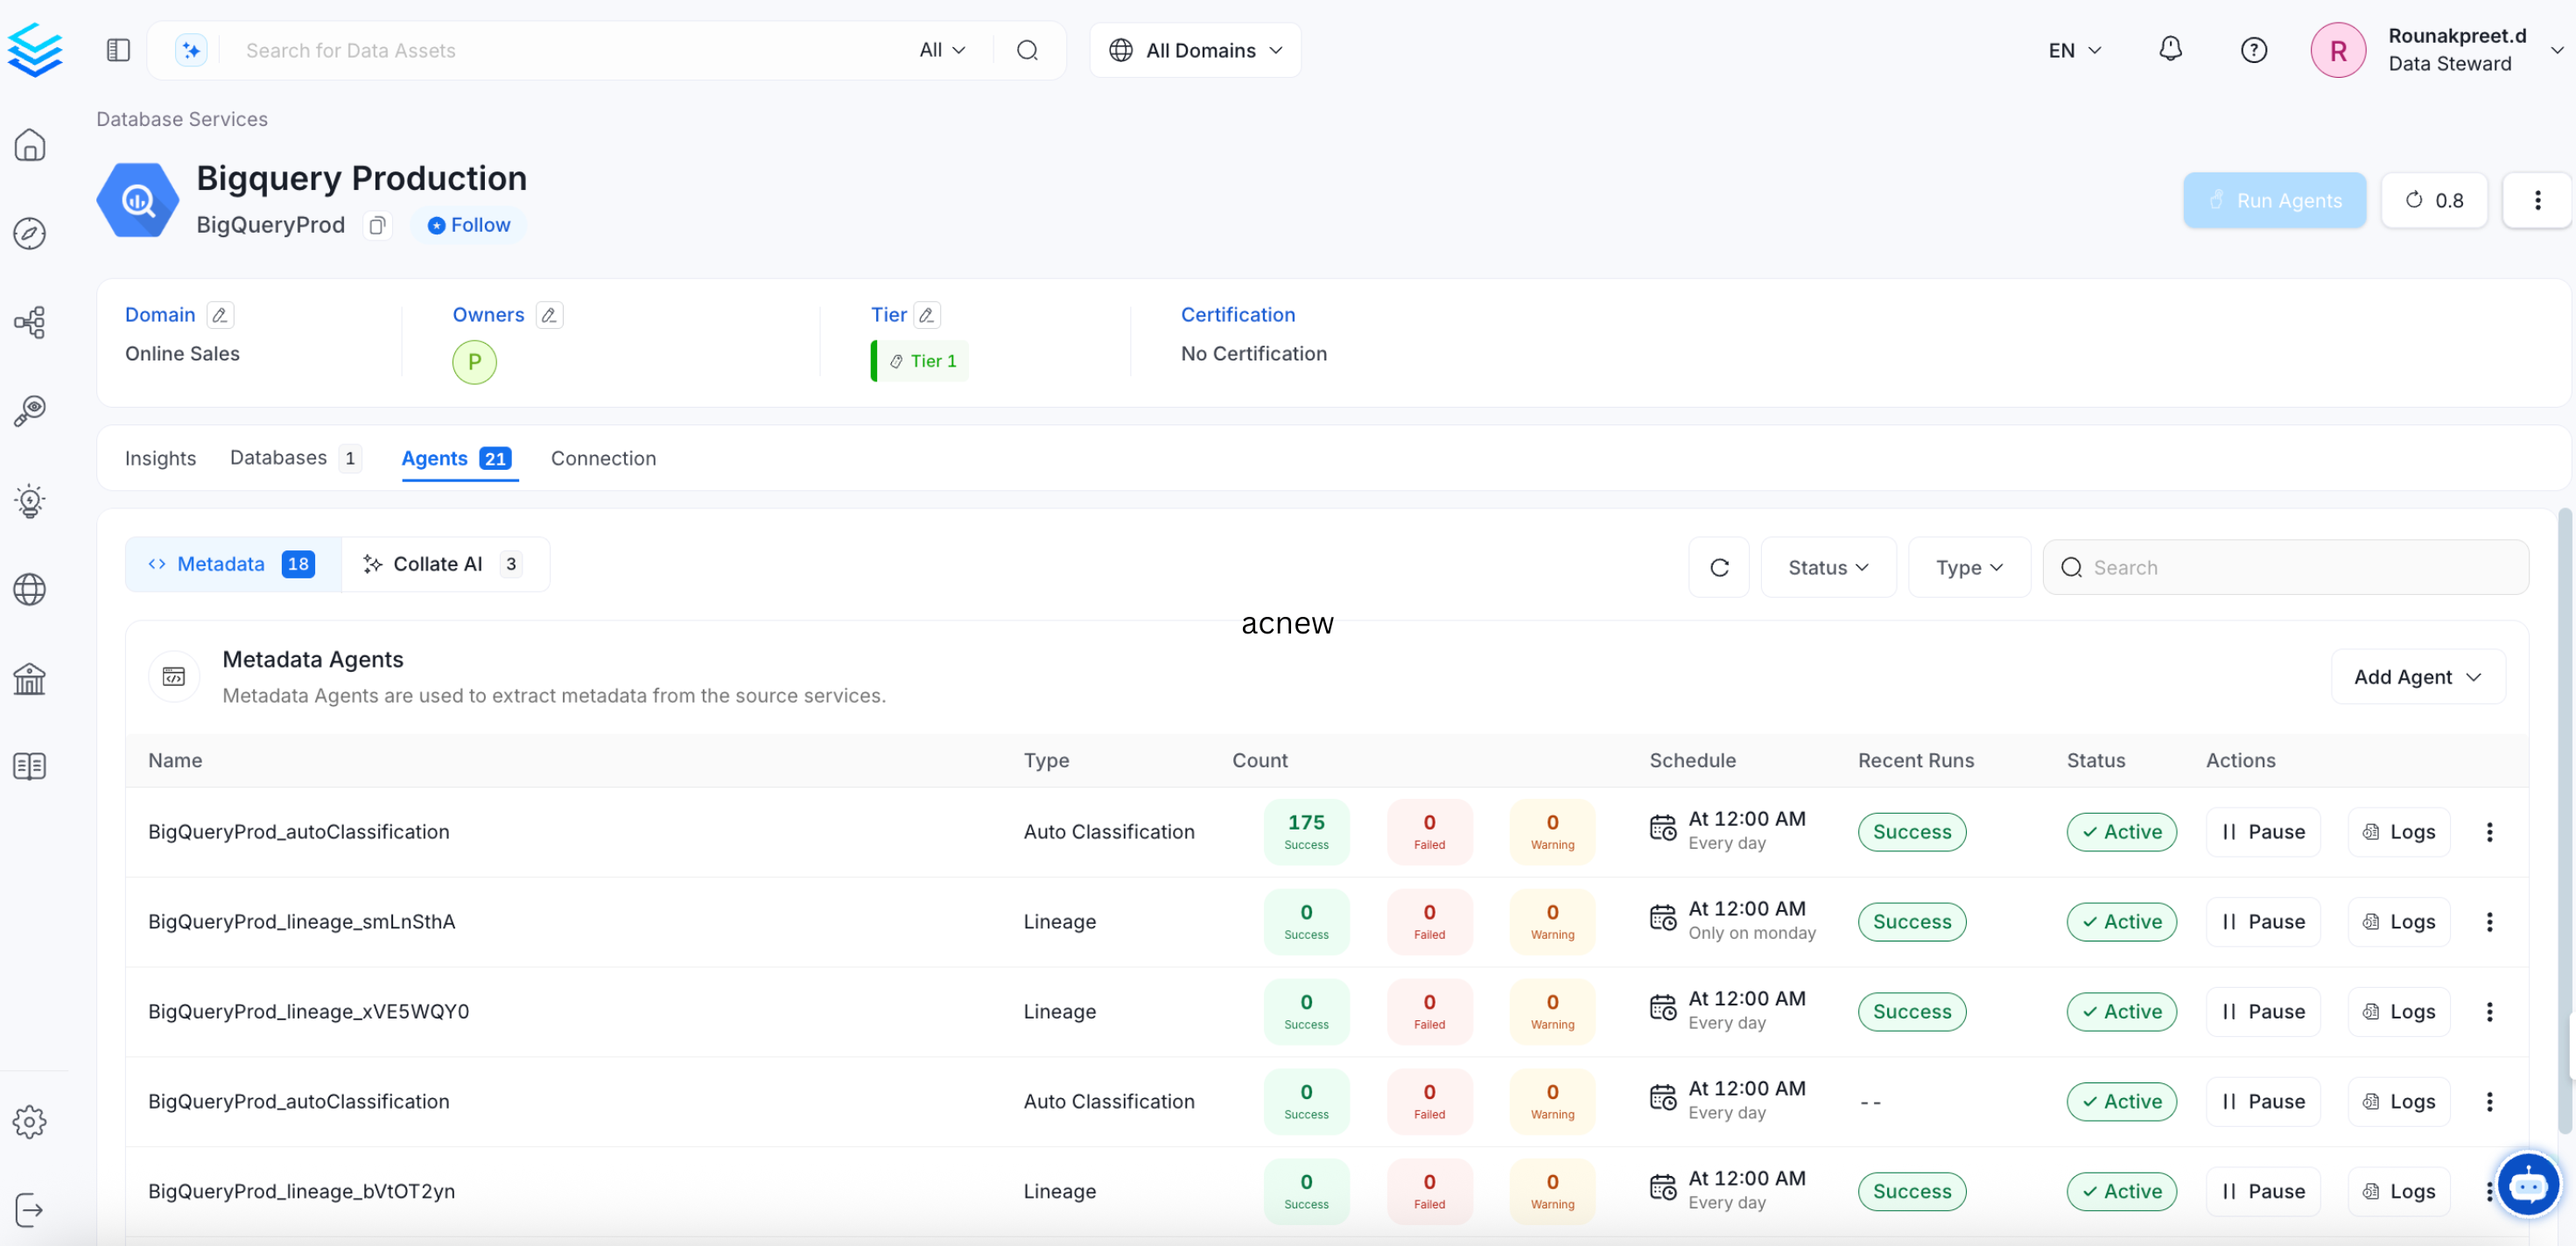 Search for Data Assets
All
All Domains
EN
R
Rounakpreet.d
Data Steward
Database Services
Bigquery Production
BigQueryProd
Follow
Run Agents
0.8
Domain
Owners
Tier
Certification
Online Sales
P
Tier 1
No Certification
Insights
Databases 1
Agents 21
Connection
Metadata 18
Collate AI 3
Status
Type
Search
acnew
Metadata Agents
Metadata Agents are used to extract metadata from the source services.
Add Agent
Name Type Count Schedule Recent Runs Status Actions
BigQueryProd_autoClassification Auto Classification 175 Success 0 Failed 0 Warning At 12:00 AM Every day Success Active Pause Logs
BigQueryProd_lineage_smLnSthA Lineage 0 Success 0 Failed 0 Warning At 12:00 AM Only on monday Success Active Pause Logs
BigQueryProd_lineage_xVE5WQY0 Lineage 0 Success 0 Failed 0 Warning At 12:00 AM Every day Success Active Pause Logs
BigQueryProd_autoClassification Auto Classification 0 Success 0 Failed 0 Warning At 12:00 AM Every day -- Active Pause Logs
BigQueryProd_lineage_bVtOT2yn Lineage 0 Success 0 Failed 0 Warning At 12:00 AM Every day Success Active Pause Logs